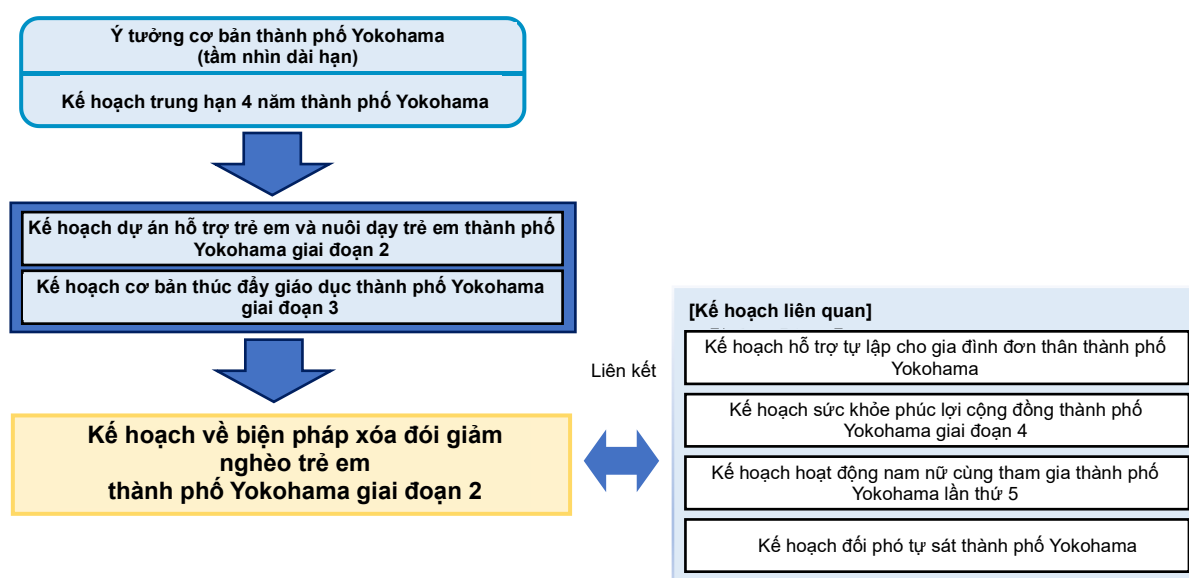 Ý tưởng cơ bản thành phố Yokohama
(tầm nhìn dài hạn)
Kế hoạch trung hạn 4 năm thành phố Yokohama
Kế hoạch dự án hỗ trợ trẻ em và nuôi dạy trẻ em thành phố
Yokohama giai đoạn 2
Kế hoạch cơ bản thúc đẩy giáo dục thành phố Yokohama
giai đoạn 3
Kế hoạch về biện pháp xóa đói giảm
nghèo trẻ em
thành phố Yokohama giai đoạn 2
Liên kết
[Kế hoạch liên quan]
Kế hoạch hỗ trợ tự lập cho gia đình đơn thân thành phố
Yokohama
Kế hoạch sức khỏe phúc lợi cộng đồng thành phố
Yokohama giai đoạn 4
Kế hoạch hoạt động nam nữ cùng tham gia thành phố
Yokohama lần thứ 5
Kế hoạch đối phó tự sát thành phố Yokohama